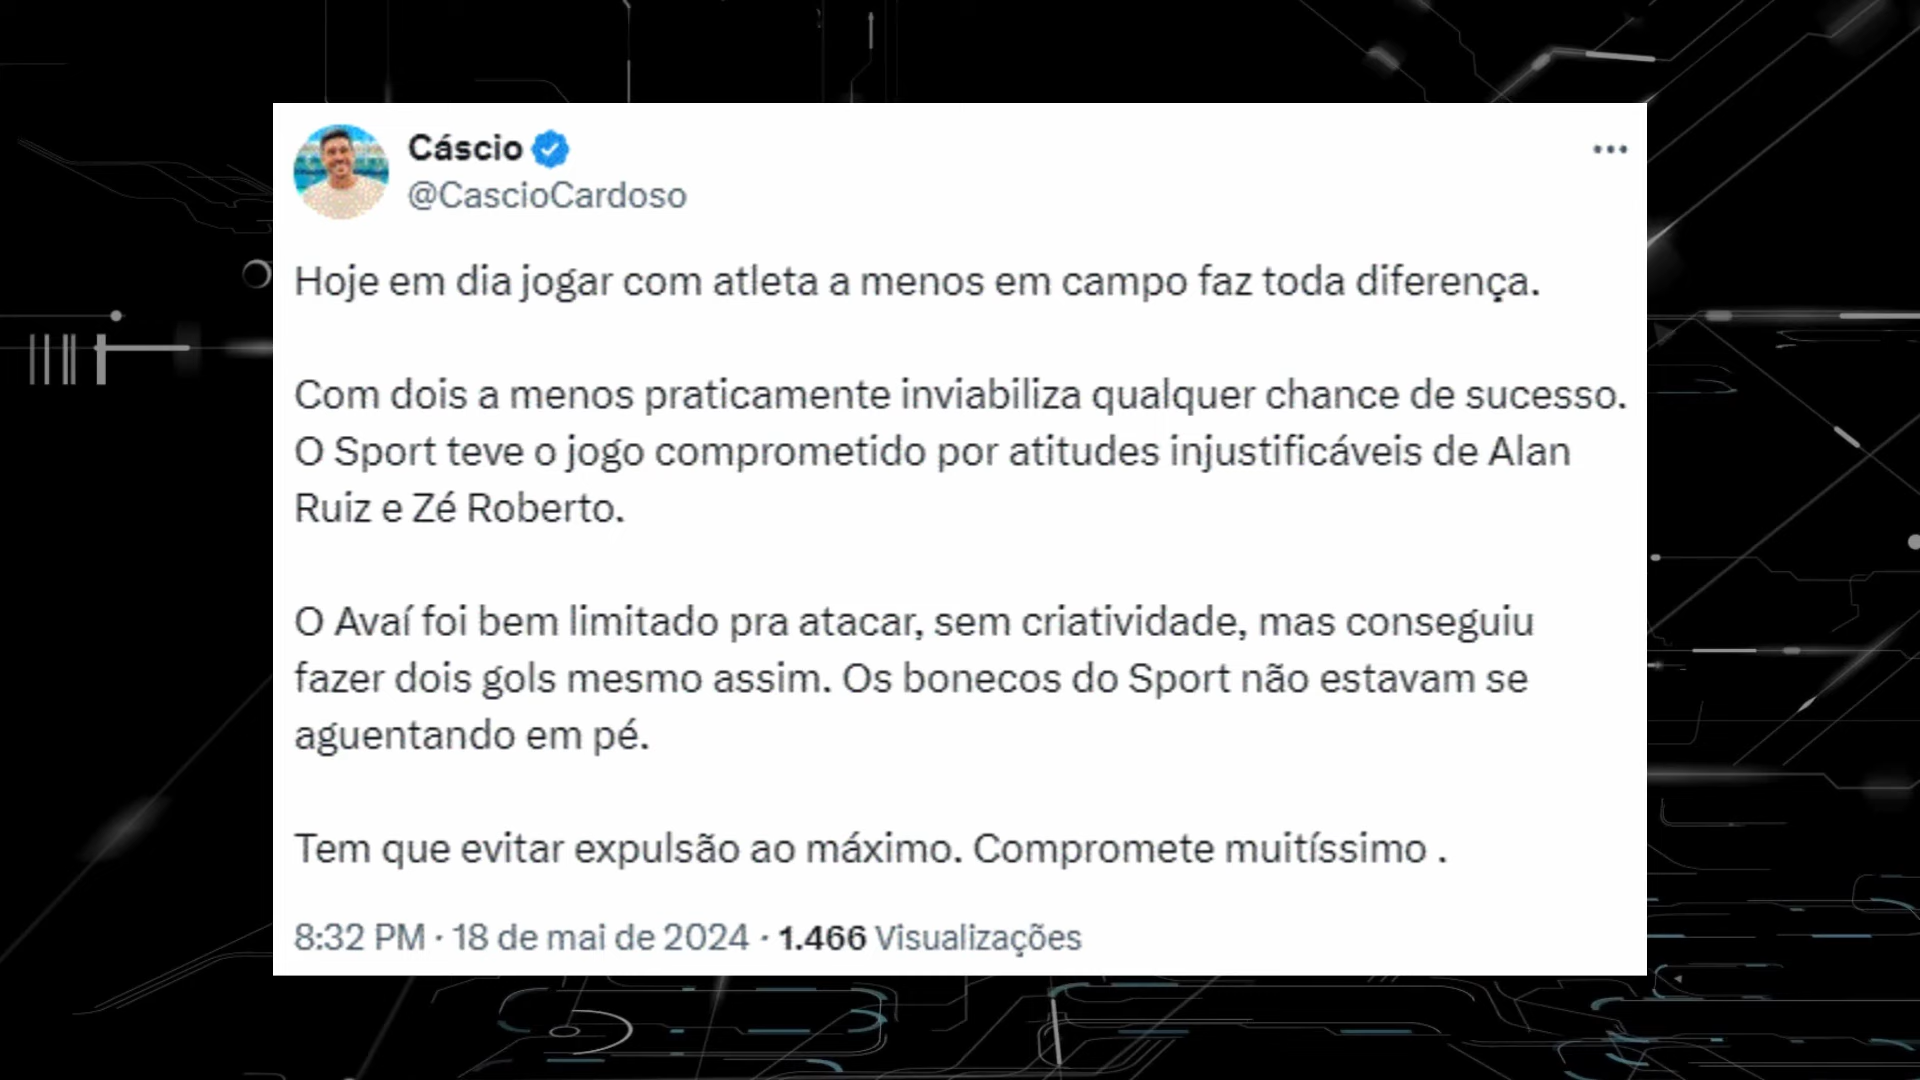 Cáscio
@CascioCardoso
Hoje em dia jogar com atleta a menos em campo faz toda diferença.
Com dois a menos praticamente inviabiliza qualquer chance de sucesso.
O Sport teve o jogo comprometido por atitudes injustificáveis de Alan
Ruiz e Zé Roberto.
O Avaí foi bem limitado pra atacar, sem criatividade, mas conseguiu
fazer dois gols mesmo assim. Os bonecos do Sport não estavam se
aguentando em pé.
Tem que evitar expulsão ao máximo. Compromete muitíssimo .
8:32 PM · 18 de mai de 2024 · 1.466 Visualizações